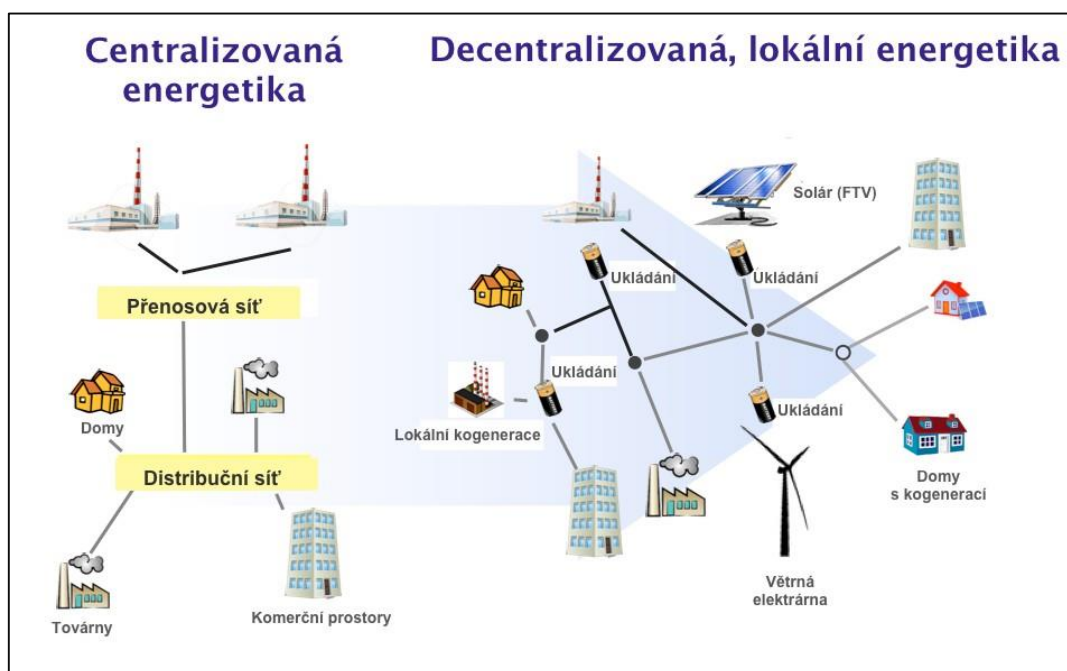 Centralizovaná
energetika
Decentralizovaná, lokální energetika
Přenosová síť
Domy
Distribuční síť
Továrny
Komerční prostory
Solár (FTV)
Ukládání
Ukládání
Ukládání
Lokální kogenerace
Ukládání
Domy
s kogenerací
Větrná
elektrárna